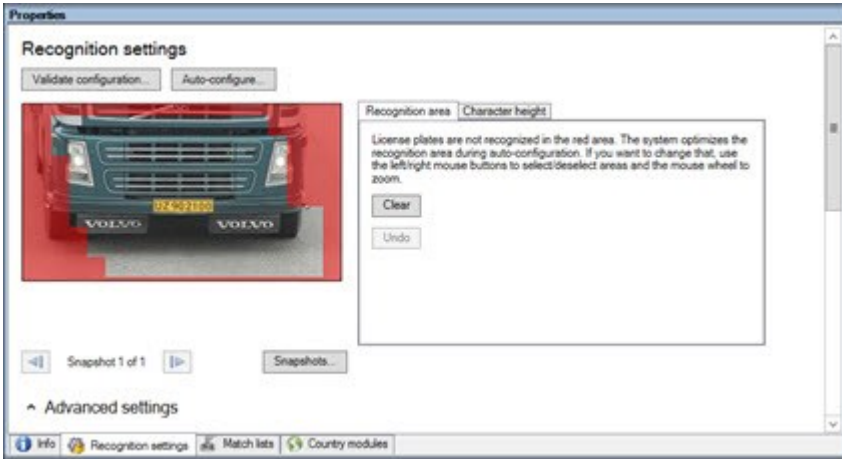 Properties
Recognition settings
Validate configuration...
Auto-configure...
Recognition area
Character height
License plates are not recognized in the red area. The system optimizes the
recognition area during auto-configuration. If you want to change that, use
the left/right mouse buttons to select/deselect areas and the mouse wheel to
zoom.
UZ 902100
VOLVO
VOLVO
Clear
Undo
Snapshot 1 of 1
Snapshots...
Advanced settings
Info
Recognition settings
Match lists
Country modules